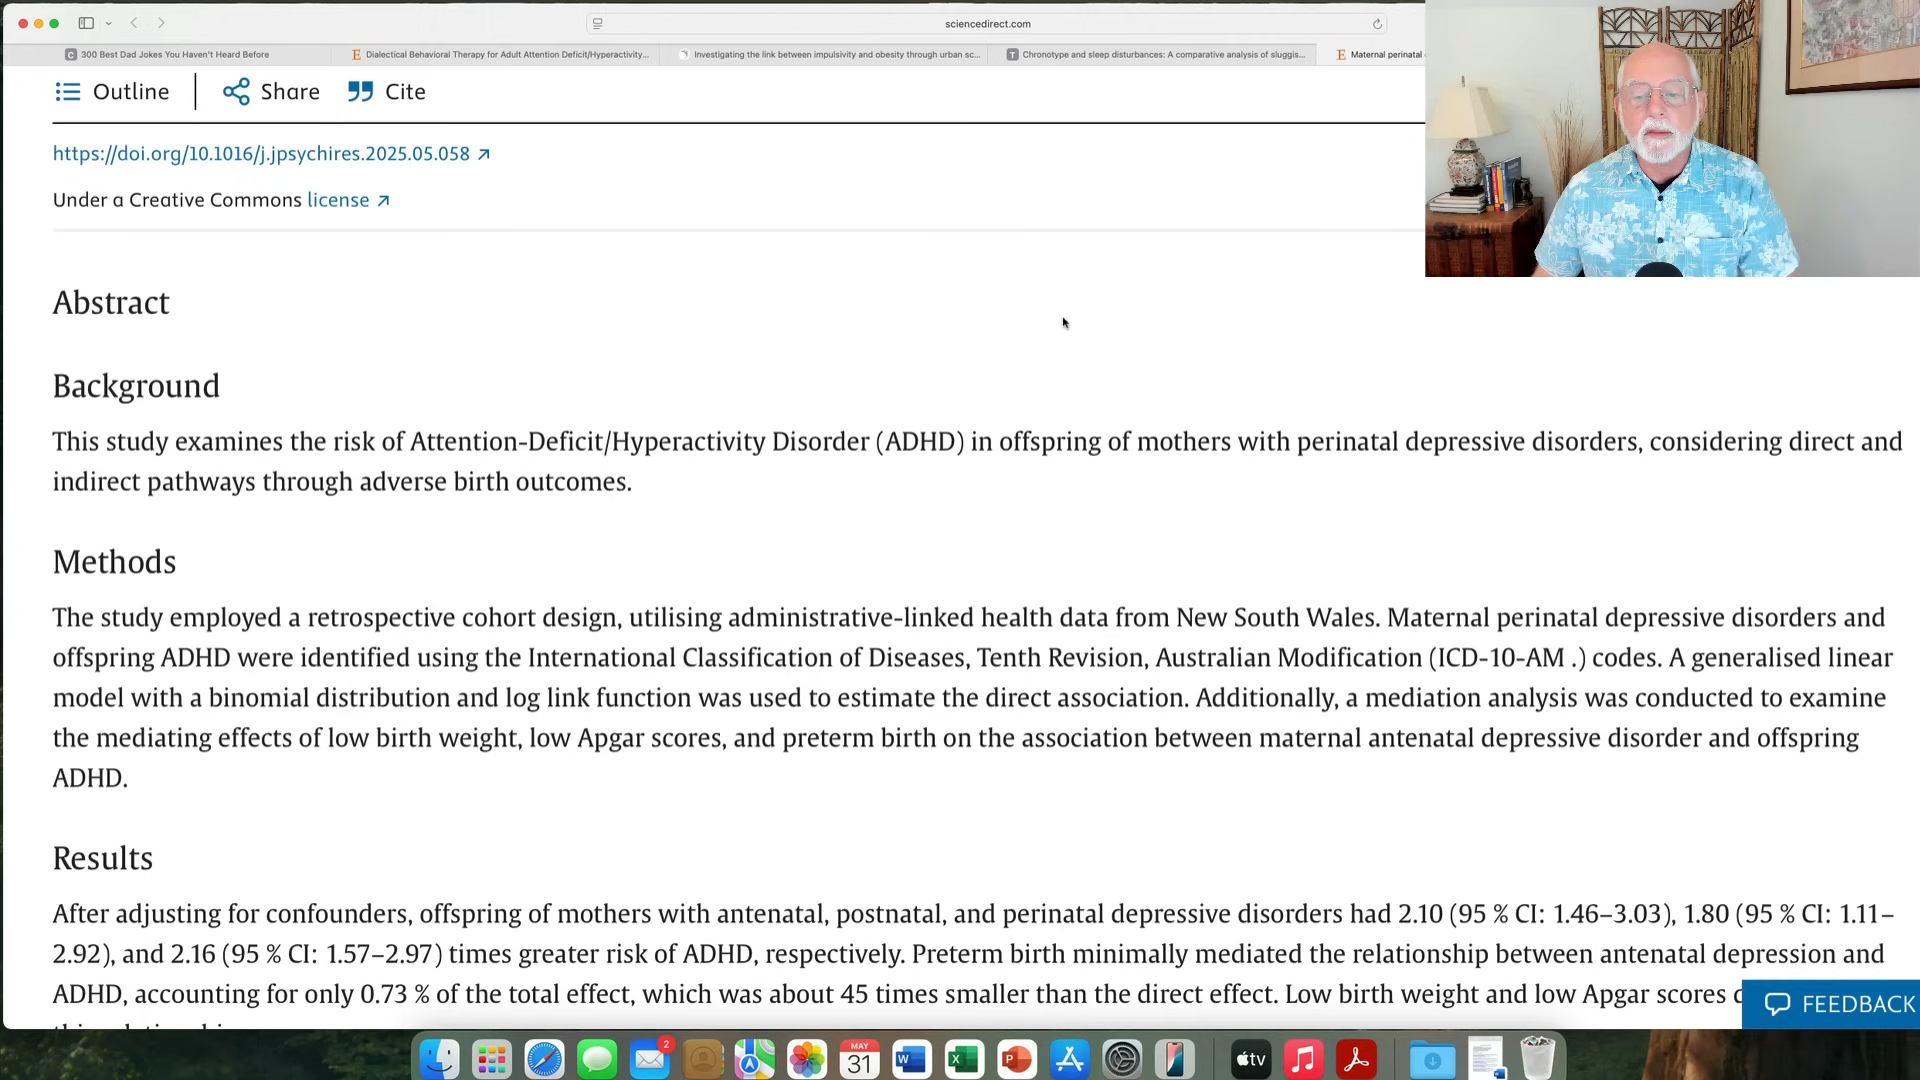 sciencedirect.com
300 Best Dad Jokes You Haven't Heard Before
Dialectical Behavioral Therapy for Adult Attention Deficit/Hyperactivity...
Investigating the link between impulsivity and obesity through urban sc...
Chronotype and sleep disturbances: A comparative analysis of sluggis...
Maternal perinatal
Outline
Share
Cite
https://doi.org/10.1016/j.jpsychires.2025.05.058
Under a Creative Commons license
Abstract
Background
This study examines the risk of Attention-Deficit/Hyperactivity Disorder (ADHD) in offspring of mothers with perinatal depressive disorders, considering direct and
indirect pathways through adverse birth outcomes.
Methods
The study employed a retrospective cohort design, utilising administrative-linked health data from New South Wales. Maternal perinatal depressive disorders and
offspring ADHD were identified using the International Classification of Diseases, Tenth Revision, Australian Modification (ICD-10-AM .) codes. A generalised linear
model with a binomial distribution and log link function was used to estimate the direct association. Additionally, a mediation analysis was conducted to examine
the mediating effects of low birth weight, low Apgar scores, and preterm birth on the association between maternal antenatal depressive disorder and offspring
ADHD.
Results
After adjusting for confounders, offspring of mothers with antenatal, postnatal, and perinatal depressive disorders had 2.10 (95 % CI: 1.46–3.03), 1.80 (95 % CI: 1.11–
2.92), and 2.16 (95 % CI: 1.57–2.97) times greater risk of ADHD, respectively. Preterm birth minimally mediated the relationship between antenatal depression and
ADHD, accounting for only 0.73 % of the total effect, which was about 45 times smaller than the direct effect. Low birth weight and low Apgar scores
FEEDBACK
2
MAY
31
tv